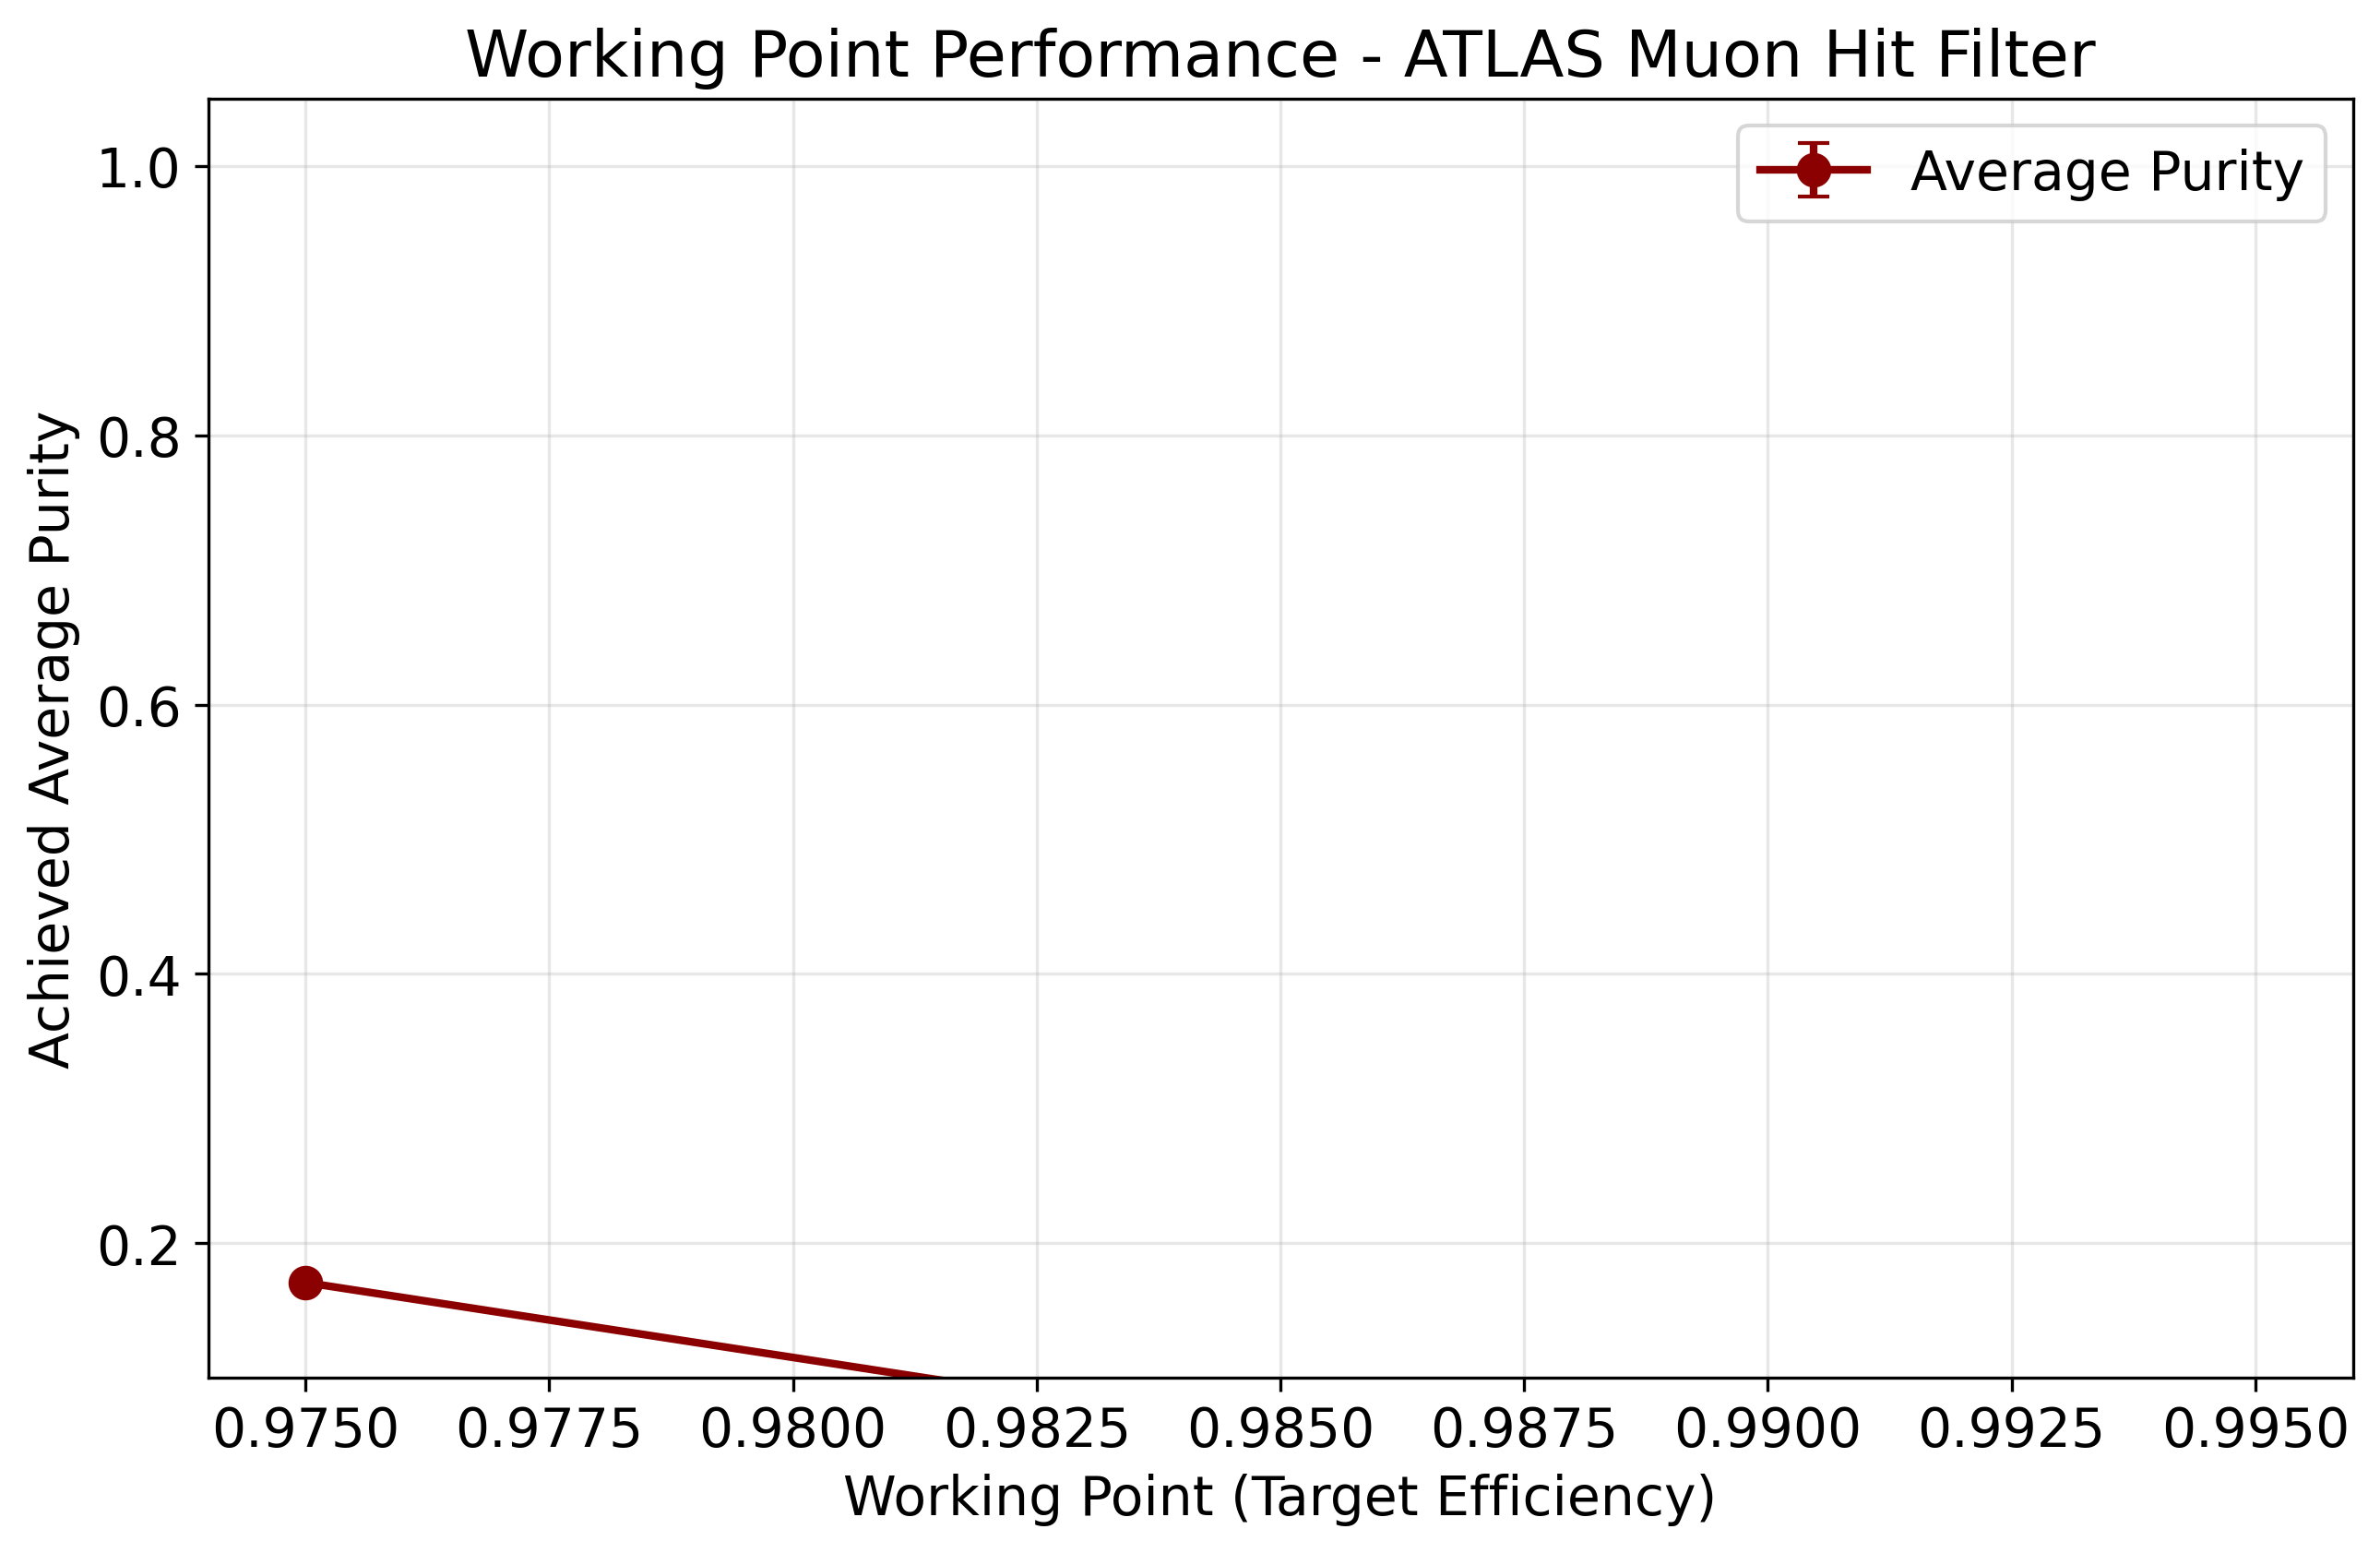 Working Point Performance - ATLAS Muon Hit Filter
Average Purity
Achieved Average Purity
1.0
0.8
0.6
0.4
0.2
0.9750 0.9775 0.9800 0.9825 0.9850 0.9875 0.9900 0.9925 0.9950
Working Point (Target Efficiency)